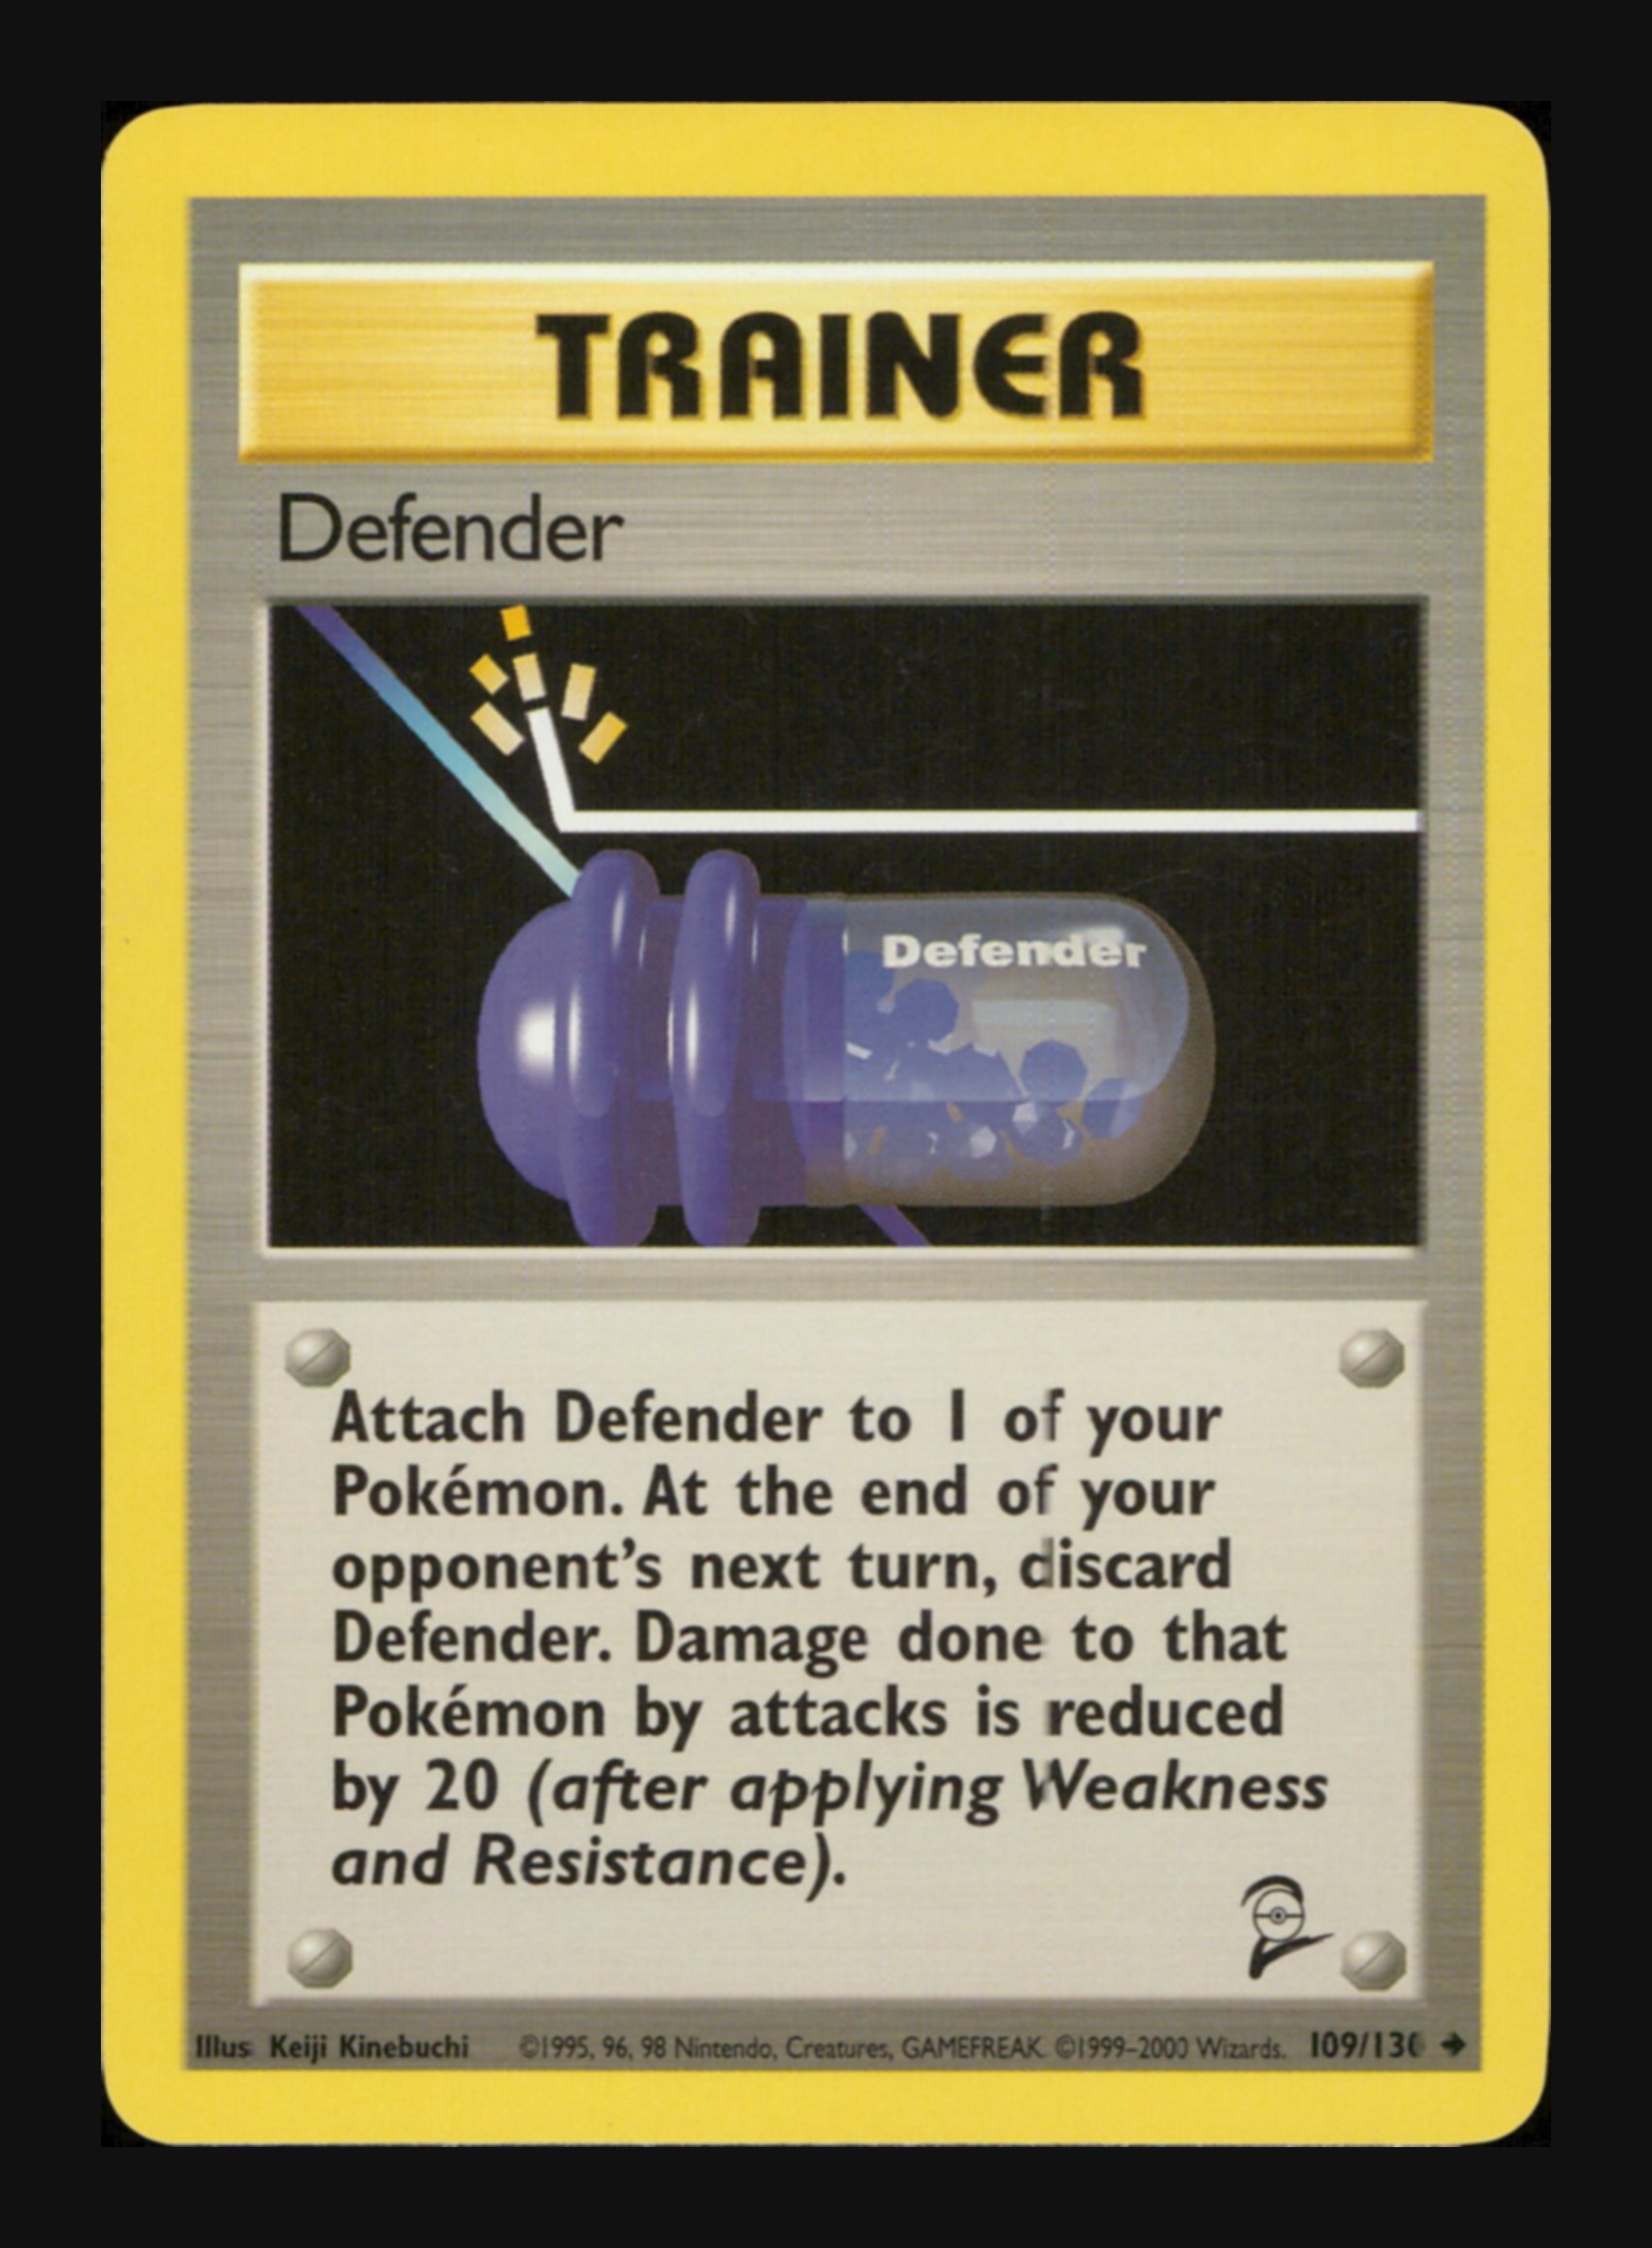 TRAINER
Defender
Defender
Attach Defender to 1 of your
Pokémon. At the end of your
opponent's next turn, discard
Defender. Damage done to that
Pokémon by attacks is reduced
by 20 (after applying Weakness
and Resistance).
Illus. Keiji Kinebuchi ©1995, 96, 98 Nintendo, Creatures, GAMEFREAK. ©1999–2000 Wizards. 109/130